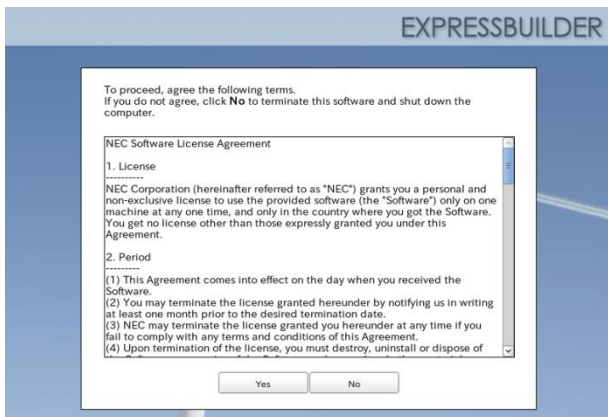 EXPRESSBUILDER
To proceed, agree the following terms.
If you do not agree, click No to terminate this software and shut down the
computer.
NEC Software License Agreement
1. License
----------
NEC Corporation (hereinafter referred to as "NEC") grants you a personal and
non-exclusive license to use the provided software (the "Software") only on one
machine at any one time, and only in the country where you got the Software.
You get no license other than those expressly granted you under this
Agreement.
2. Period
---------
(1) This Agreement comes into effect on the day when you received the
Software.
(2) You may terminate the license granted hereunder by notifying us in writing
at least one month prior to the desired termination date.
(3) NEC may terminate the license granted you hereunder at any time if you
fail to comply with any terms and conditions of this Agreement.
(4) Upon termination of the license, you must destroy, uninstall or dispose of
Yes
No